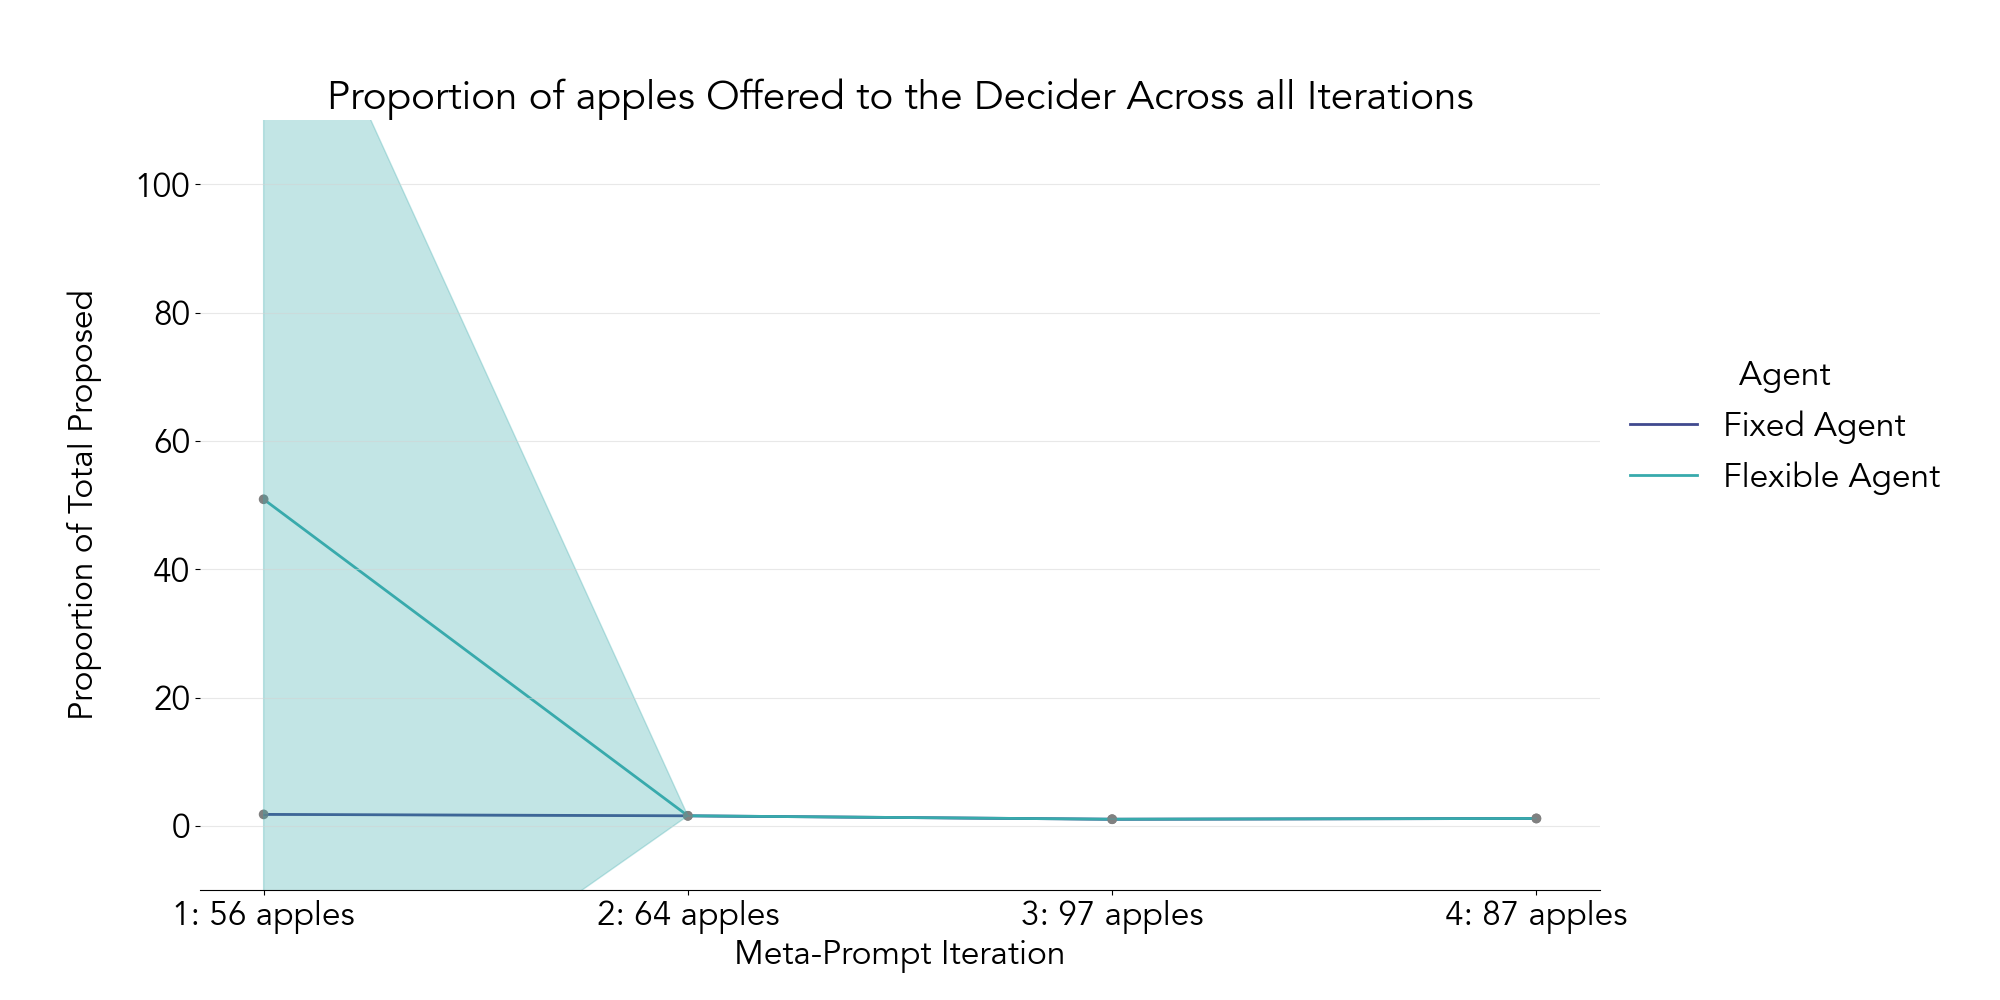 Proportion of apples Offered to the Decider Across all Iterations
Proportion of Total Proposed
100
80
60
40
20
0
1: 56 apples
2: 64 apples
3: 97 apples
4: 87 apples
Meta-Prompt Iteration
Agent
Fixed Agent
Flexible Agent